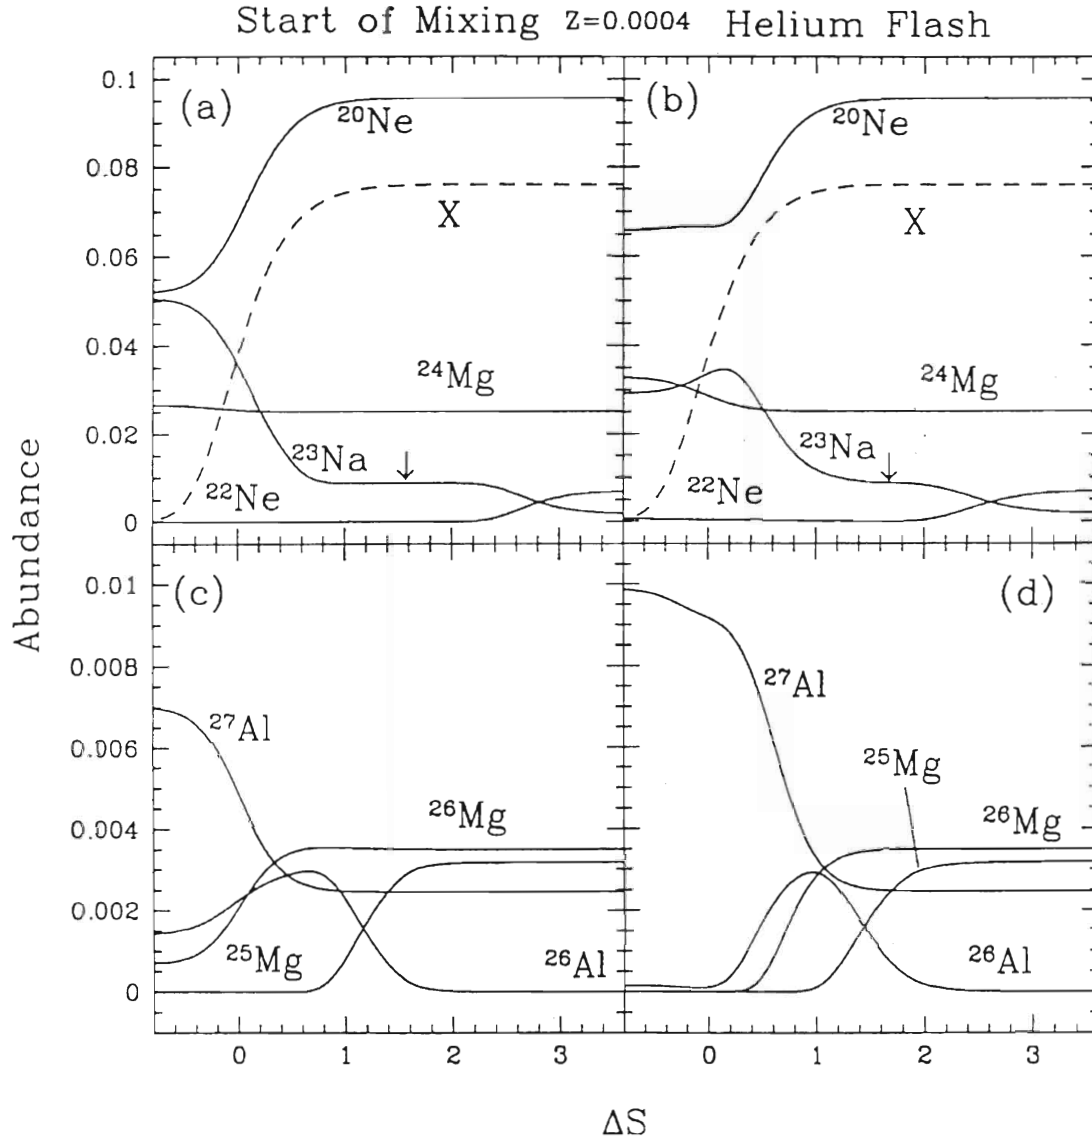 Start of Mixing Z=0.0004 Helium Flash
Abundance
0.1
0.08
0.06
0.04
0.02
0
(a)
²⁰Ne
X
²⁴Mg
²³Na
²²Ne
(b)
²⁰Ne
X
²⁴Mg
²³Na
²²Ne
0.01
0.008
0.006
0.004
0.002
0
(c)
²⁷Al
²⁶Mg
²⁵Mg
²⁶Al
(d)
²⁷Al
²⁵Mg
²⁶Mg
²⁶Al
0 1 2 3
0 1 2 3
ΔS